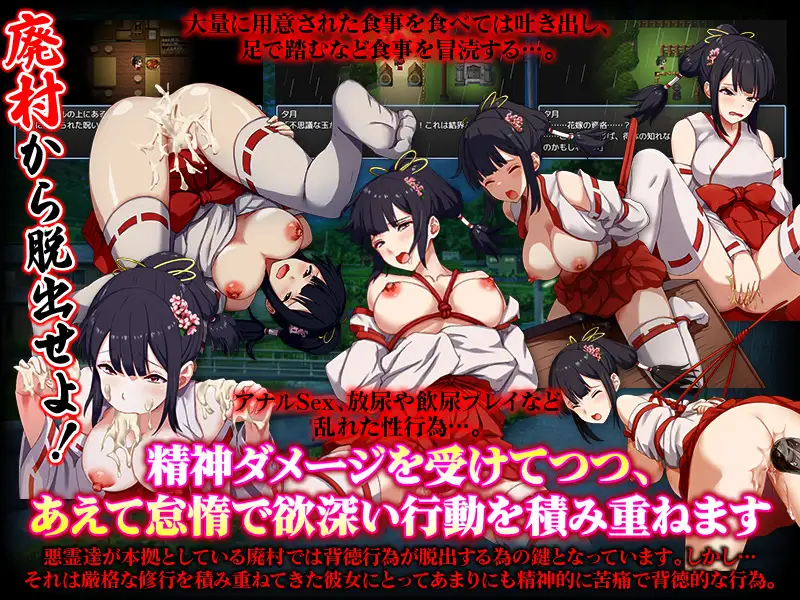 大量に用意された食事を食べては吐き出し、
足で踏むなど食事を冒涜する…。
廃村から脱出せよ！
夕月
夕月
……花嫁の寝癌……？
アナルSex、放尿や飲尿プレイなど
乱れた性行為…。
精神ダメージを受けてつつ、
あえて怠惰で欲深い行動を積み重ねます
悪霊達が本拠としている廃村では背徳行為が脱出する為の鍵となっています。しかし…
それは厳格な修行を積み重ねてきた彼女にとってあまりにも精神的に苦痛で背徳的な行為。